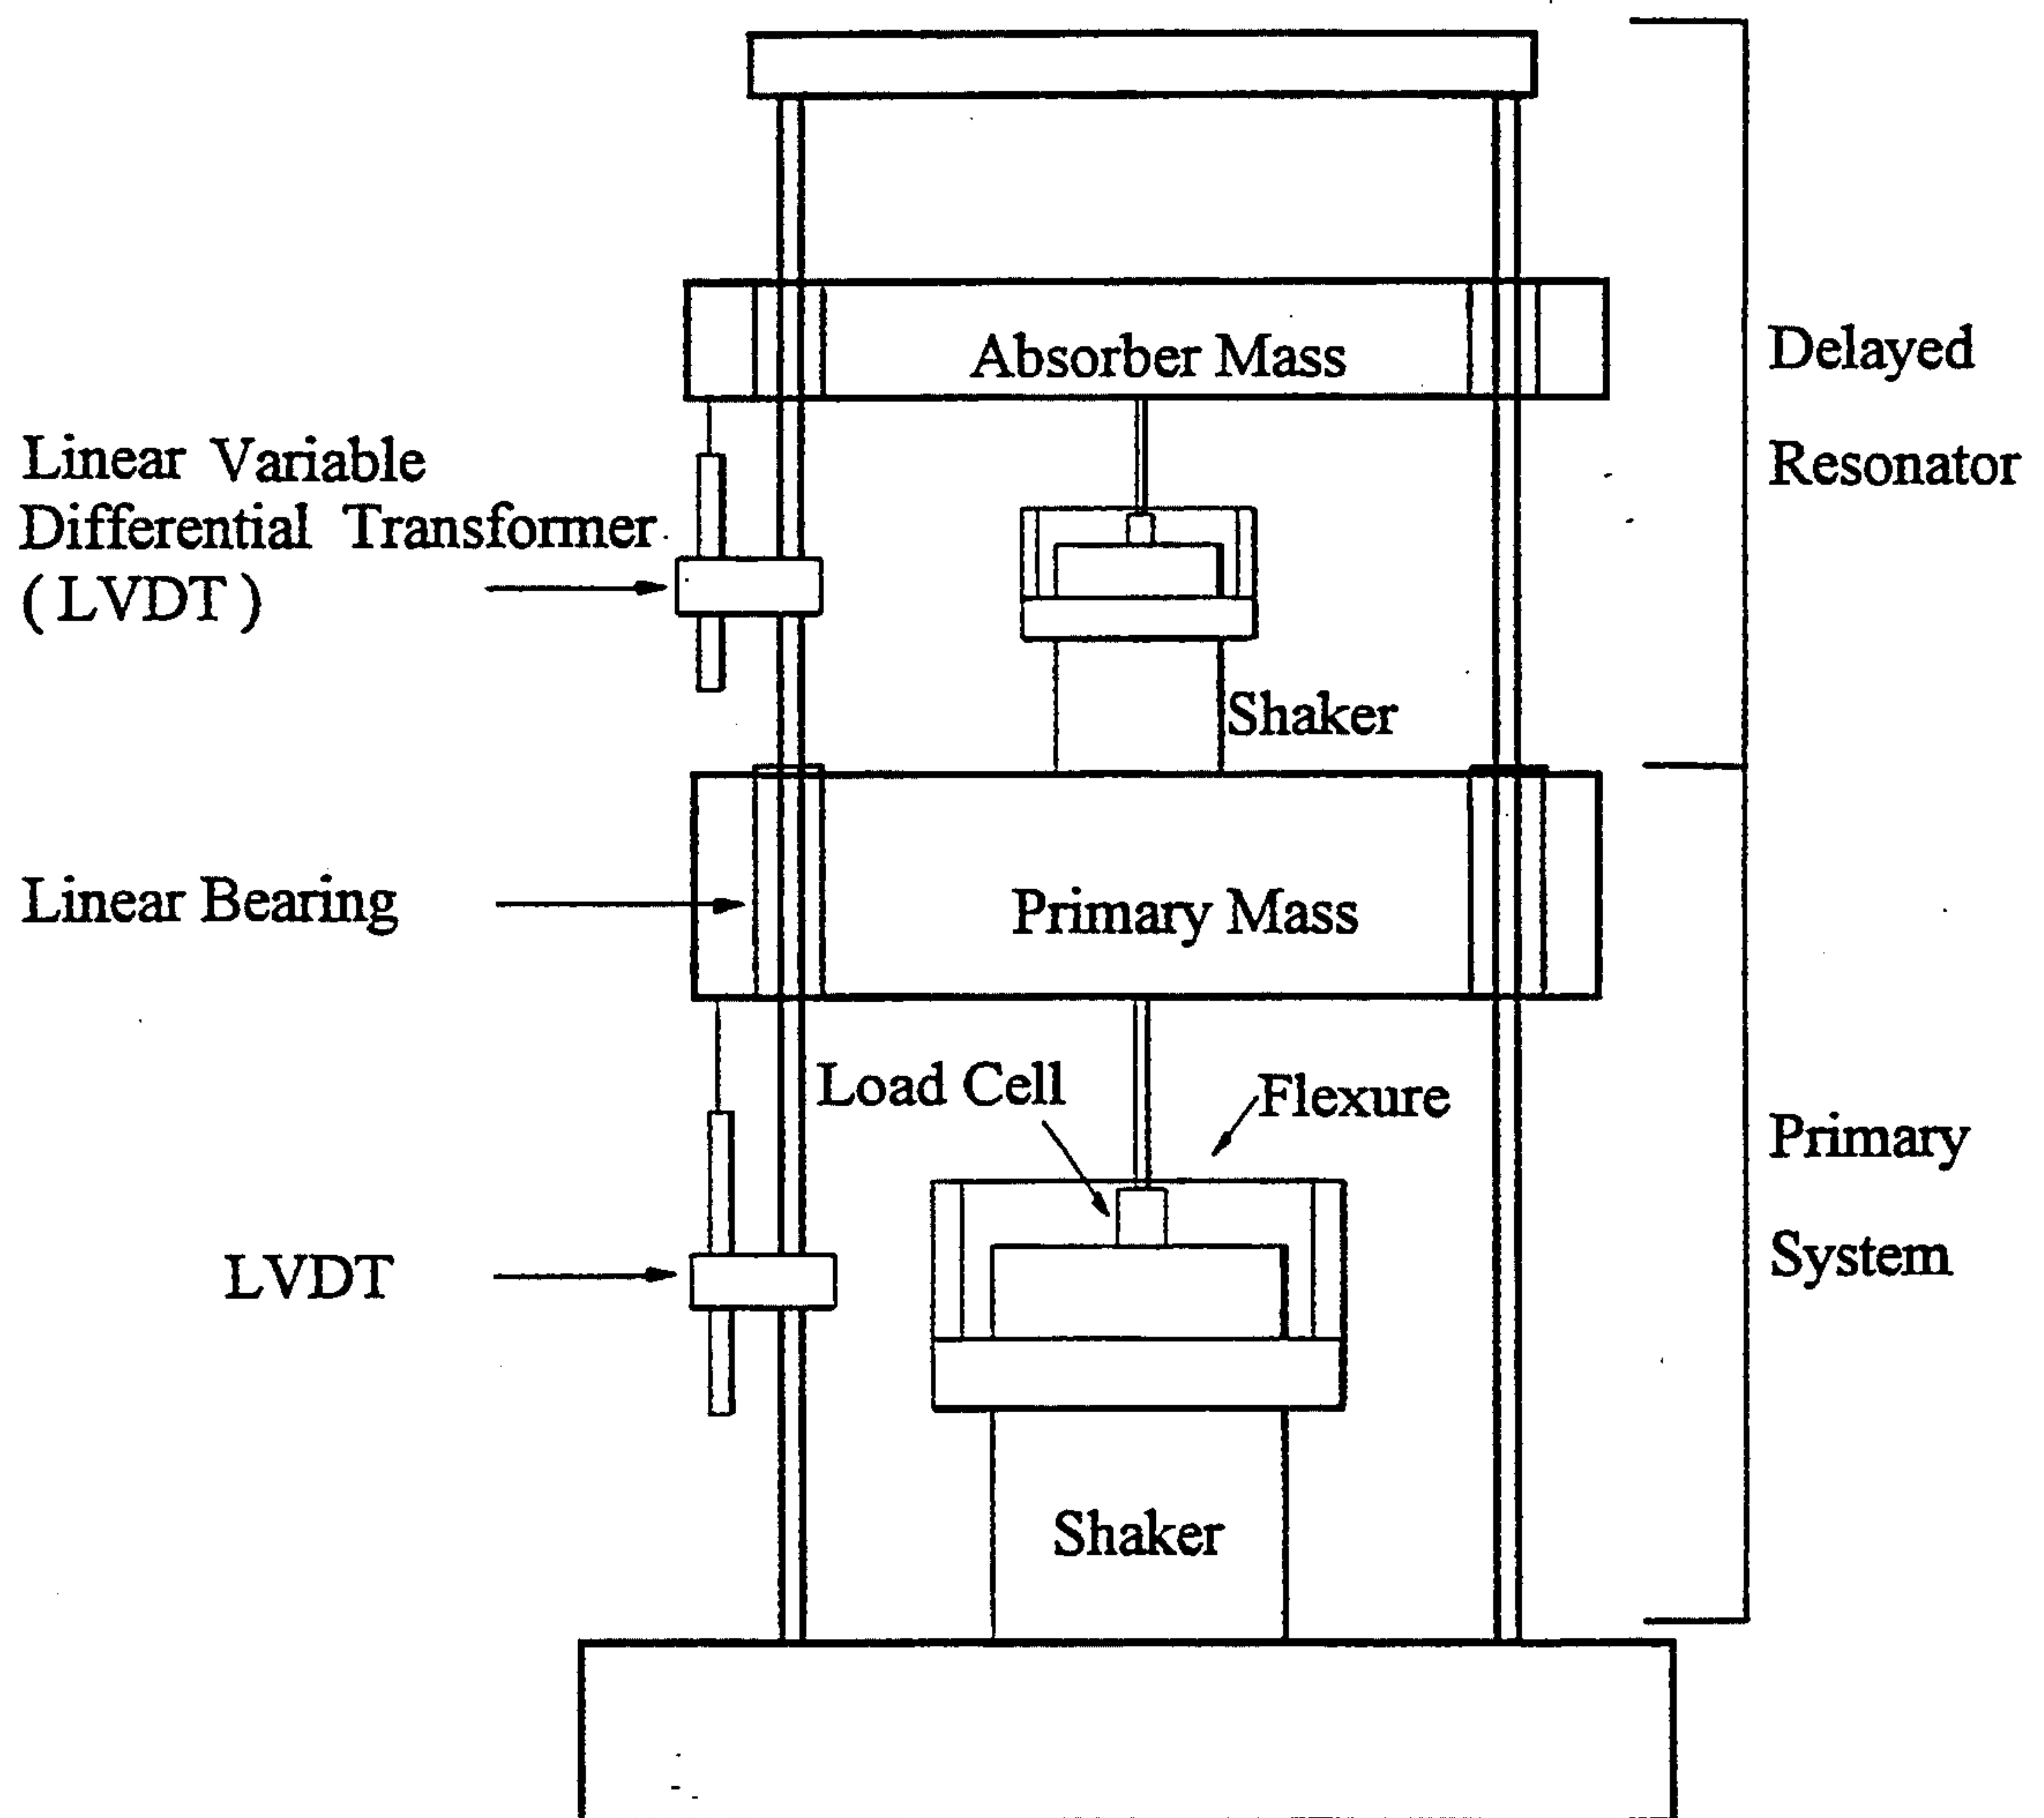 Absorber Mass
Delayed
Resonator
Linear Variable
Differential Transformer
( LVDT )
Shaker
Linear Bearing
Primary Mass
Load Cell
Flexure
Primary
System
LVDT
Shaker